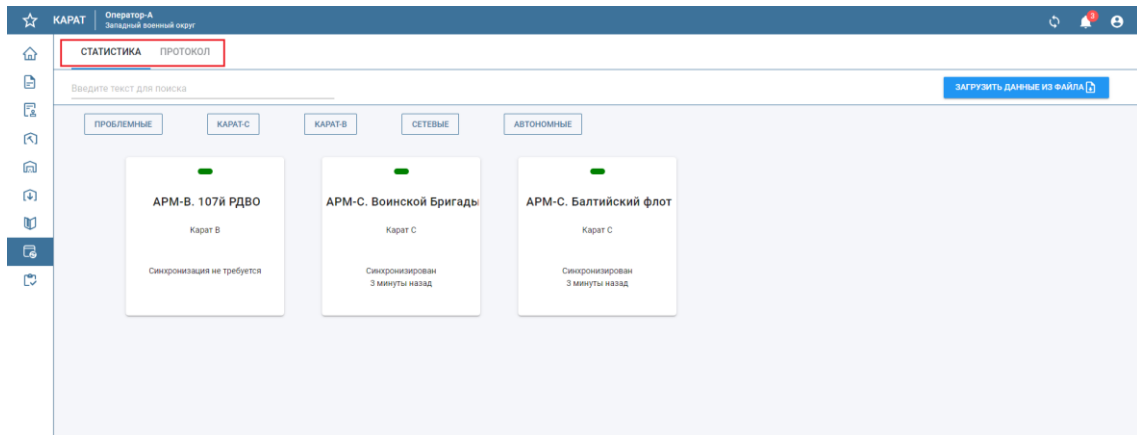 КАРАТ
Оператор-А
Западный военный округ
3
СТАТИСТИКА ПРОТОКОЛ
Введите текст для поиска
ЗАГРУЗИТЬ ДАННЫЕ ИЗ ФАЙЛА
ПРОБЛЕМНЫЕ КАРАТ-С КАРАТ-В СЕТЕВЫЕ АВТОНОМНЫЕ
АРМ-В. 107й РДВО
Карат В
Синхронизация не требуется
АРМ-С. Воинской Бригады
Карат С
Синхронизирован
3 минуты назад
АРМ-С. Балтийский флот
Карат С
Синхронизирован
3 минуты назад